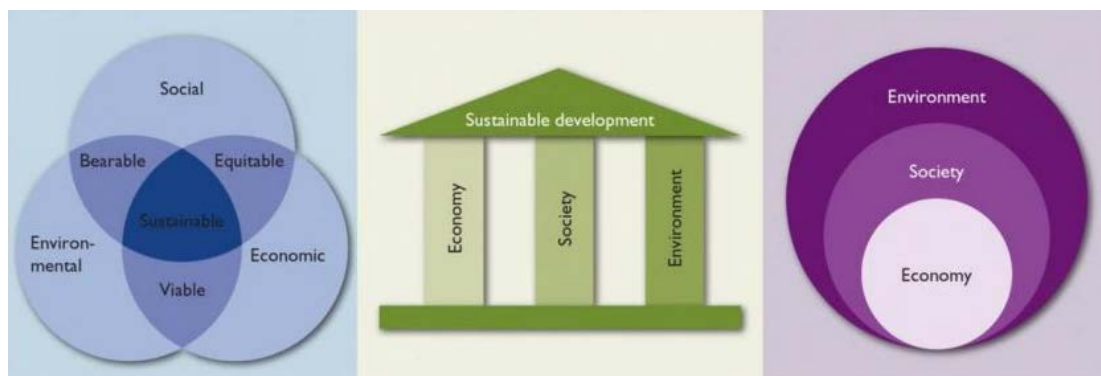 Social
Bearable
Equitable
Sustainable
Environ-
mental
Economic
Viable
Sustainable development
Economy
Society
Environment
Environment
Society
Economy